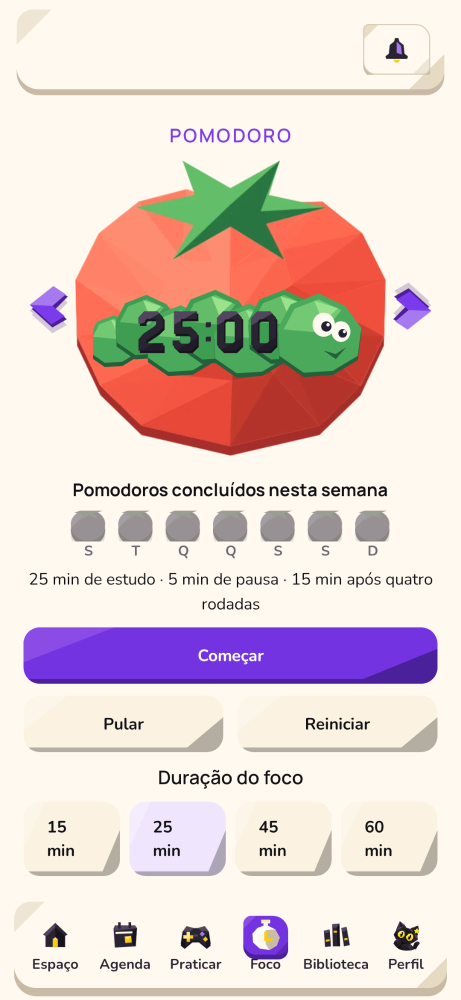 POMODORO
25:00
Pomodoros concluídos nesta semana
S T Q Q S S D
25 min de estudo · 5 min de pausa · 15 min após quatro
rodadas
Começar
Pular Reiniciar
Duração do foco
15 25 45 60
min min min min
Espaço Agenda Praticar Foco Biblioteca Perfil